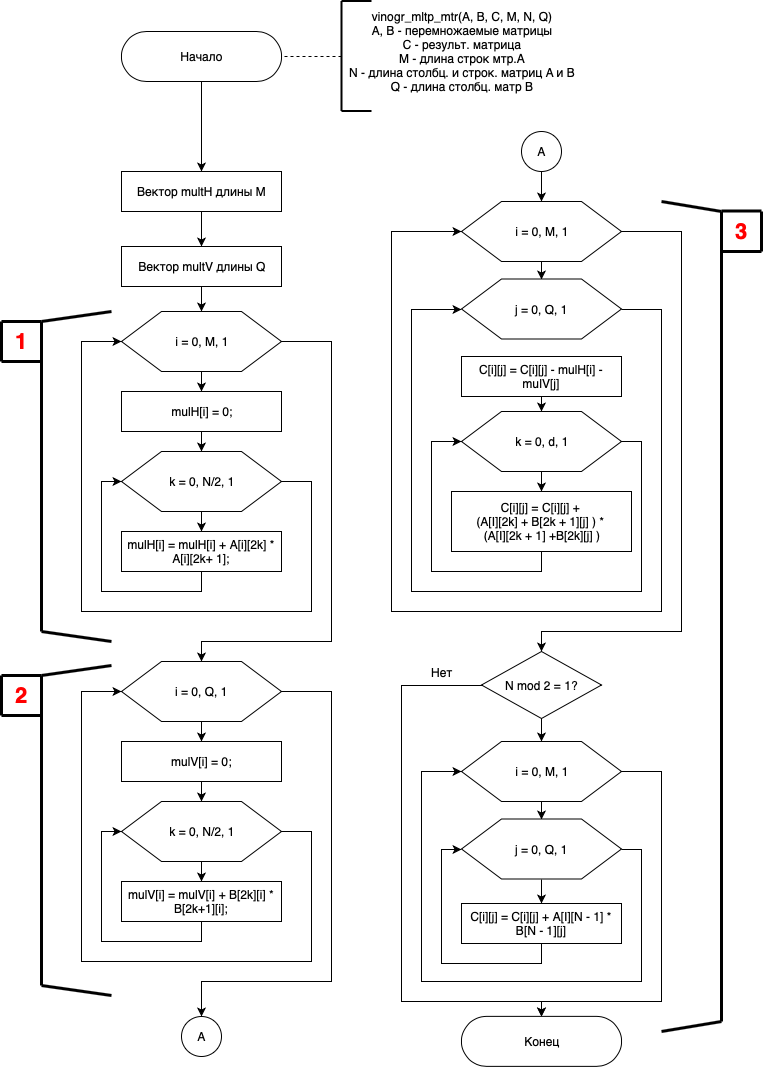 vinogr_mltp_mtr(A, B, C, M, N, Q)
A, B - перемножаемые матрицы
C - результ. матрица
M - длина строк мтр.А
N - длина столбц. и строк. матриц А и В
Q - длина столбц. матр В
Начало
Вектор multH длины M
Вектор multV длины Q
1
i = 0, M, 1
mulH[i] = 0;
k = 0, N/2, 1
mulH[i] = mulH[i] + A[i][2k] *
A[i][2k+ 1];
2
i = 0, Q, 1
mulV[i] = 0;
k = 0, N/2, 1
mulV[i] = mulV[i] + B[2k][i] *
B[2k+1][i];
A
A
3
i = 0, M, 1
j = 0, Q, 1
C[i][j] = C[i][j] - mulH[i] -
mulV[j]
k = 0, d, 1
C[i][j] = C[i][j] +
(A[I][2k] + B[2k + 1][j] ) *
(A[I][2k + 1] +B[2k][j] )
Нет
N mod 2 = 1?
i = 0, M, 1
j = 0, Q, 1
C[i][j] = C[i][j] + A[I][N - 1] *
B[N - 1][j]
Конец